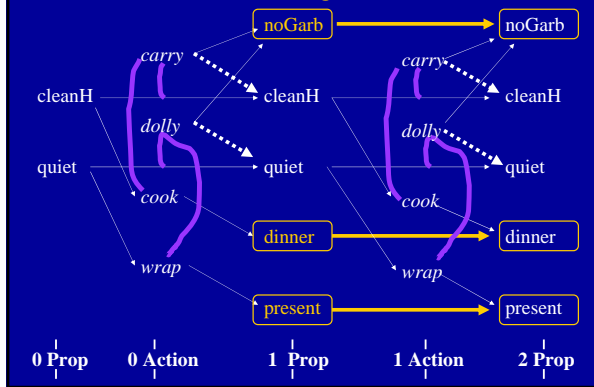 noGarb noGarb
carry carry
cleanH cleanH cleanH
dolly dolly
quiet quiet quiet
cook cook
dinner dinner
wrap wrap
present present
0 Prop 0 Action 1 Prop 1 Action 2 Prop